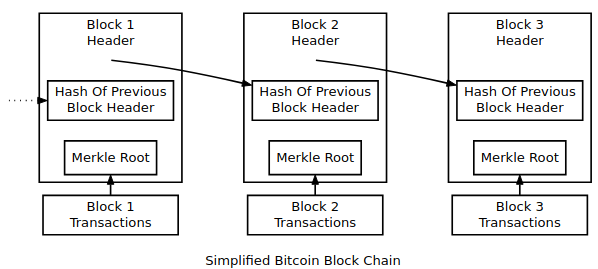 Block 1
Header
Hash Of Previous
Block Header
Merkle Root
Block 1
Transactions
Block 2
Header
Hash Of Previous
Block Header
Merkle Root
Block 2
Transactions
Block 3
Header
Hash Of Previous
Block Header
Merkle Root
Block 3
Transactions
Simplified Bitcoin Block Chain